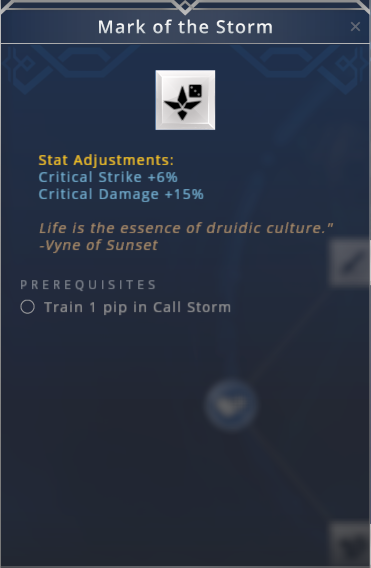 Mark of the Storm
Stat Adjustments:
Critical Strike +6%
Critical Damage +15%
Life is the essence of druidic culture.”
-Vyne of Sunset
PREREQUISITES
Train 1 pip in Call Storm